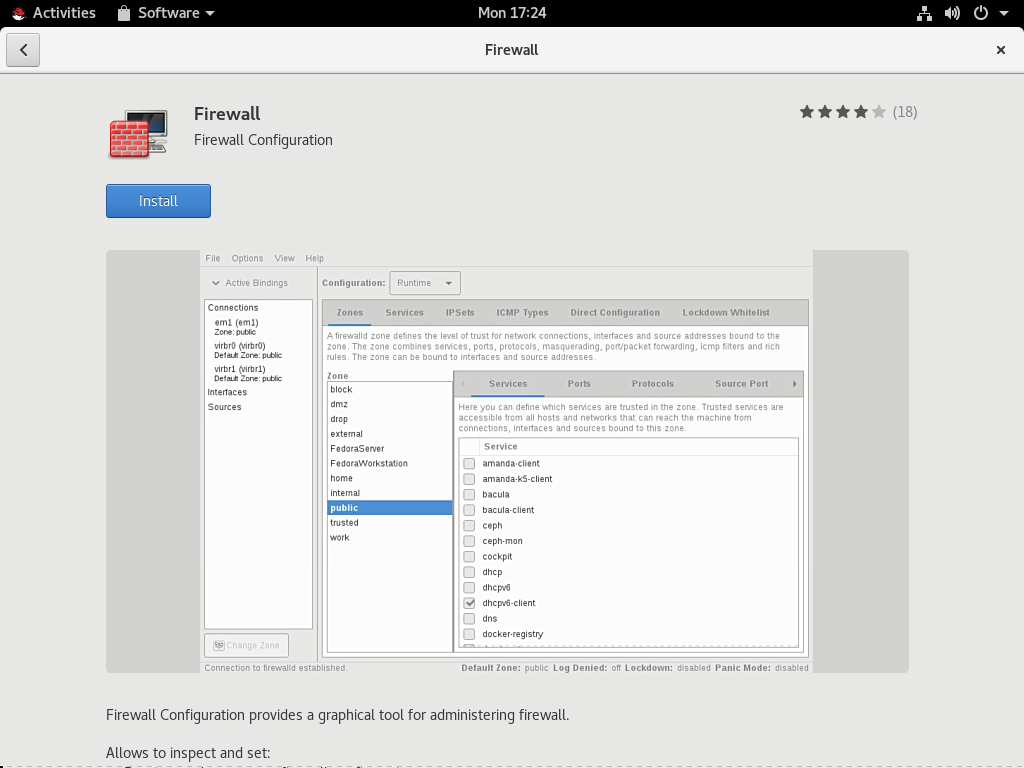 Activities Software Mon 17:24
Firewall
Firewall (18)
Firewall Configuration
Install
File Options View Help
Active Bindings
Connections
em1 (em1)
Zone: public
virbr0 (virbr0)
Default Zone: public
virbr1 (virbr1)
Default Zone: public
Interfaces
Sources
Change Zone
Configuration: Runtime
Zones Services IPSets ICMP Types Direct Configuration Lockdown Whitelist
A firewalld zone defines the level of trust for network connections, interfaces and source addresses bound to the
zone. The zone combines services, ports, protocols, masquerading, port/packet forwarding, icmp filters and rich
rules. The zone can be bound to interfaces and source addresses.
Zone
block
dmz
drop
external
FedoraServer
FedoraWorkstation
home
internal
public
trusted
work
Services Ports Protocols Source Port
Here you can define which services are trusted in the zone. Trusted services are
accessible from all hosts and networks that can reach the machine from
connections, interfaces and sources bound to this zone.
Service
amanda-client
amanda-k5-client
bacula
bacula-client
ceph
ceph-mon
cockpit
dhcp
dhcpv6
dhcpv6-client
dns
docker-registry
Connection to firewalld established. Default Zone: public Log Denied: off Lockdown: disabled Panic Mode: disabled
Firewall Configuration provides a graphical tool for administering firewall.
Allows to inspect and set: